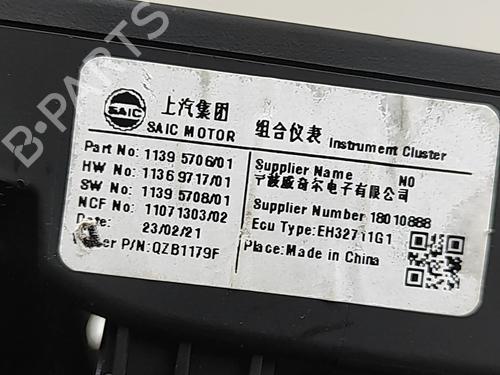 B-PARTS
SAIC
上汽集团
SAIC MOTOR
组合仪表 Instrument Cluster
Part No: 1139 5706/01
HW No: 1136 9717/01
SW No: 1139 5708/01
NCF No: 11071303/02
Date: 23/02/21
P/N: QZB1179F
Supplier Name NO
宁波威奇尔电子有限公司
Supplier Number 18010888
Ecu Type: EH32711G1
Place: Made in China